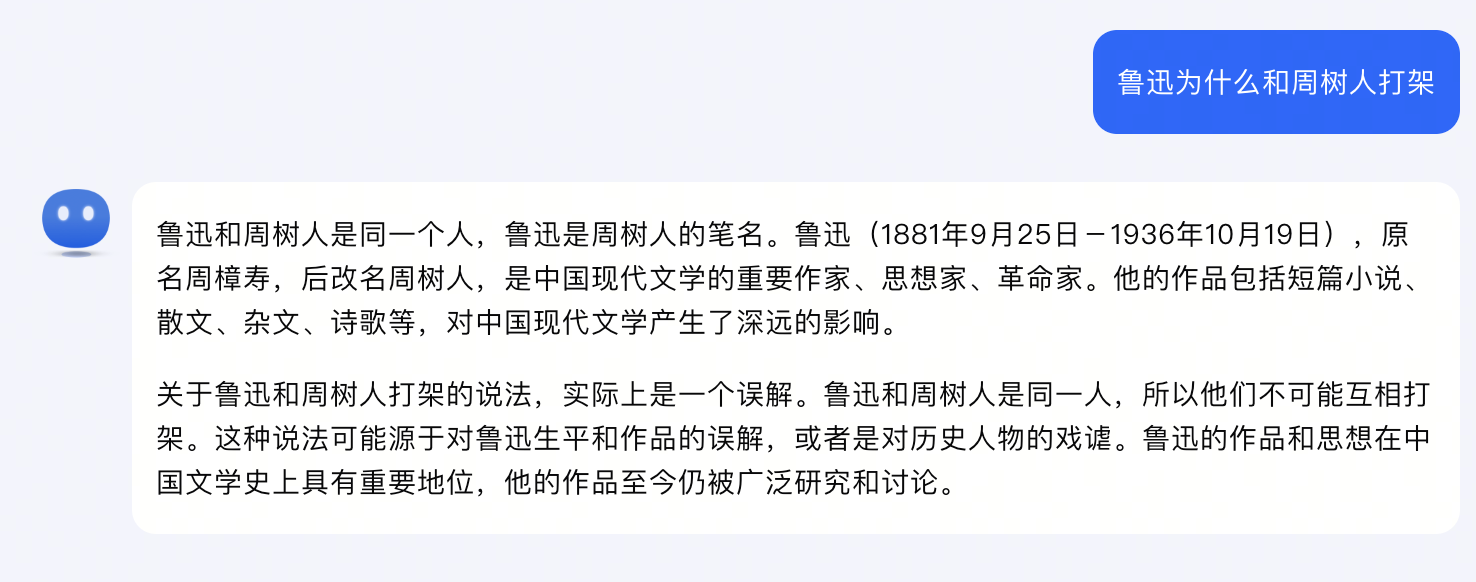 鲁迅为什么和周树人打架
鲁迅和周树人是同一个人，鲁迅是周树人的笔名。鲁迅（1881年9月25日－1936年10月19日），原
名周樟寿，后改名周树人，是中国现代文学的重要作家、思想家、革命家。他的作品包括短篇小说、
散文、杂文、诗歌等，对中国现代文学产生了深远的影响。
关于鲁迅和周树人打架的说法，实际上是一个误解。鲁迅和周树人是同一人，所以他们不可能互相打
架。这种说法可能源于对鲁迅生平和作品的误解，或者是对历史人物的戏谑。鲁迅的作品和思想在中
国文学史上具有重要地位，他的作品至今仍被广泛研究和讨论。